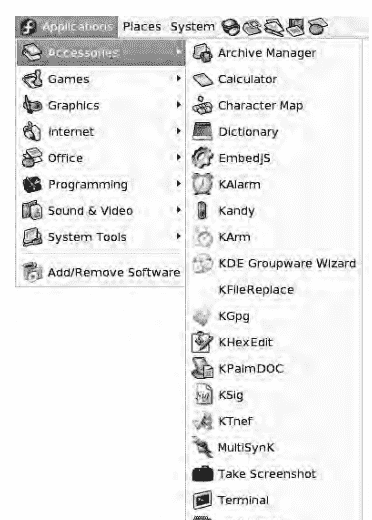 Applications Places System
Accessories
Games
Graphics
Internet
Office
Programming
Sound & Video
System Tools
Add/Remove Software
Archive Manager
Calculator
Character Map
Dictionary
EmbedJS
KAlarm
Kandy
KArm
KDE Groupware Wizard
KFileReplace
KGpg
KHexEdit
KPalmDOC
KSig
KTnef
MultiSynK
Take Screenshot
Terminal